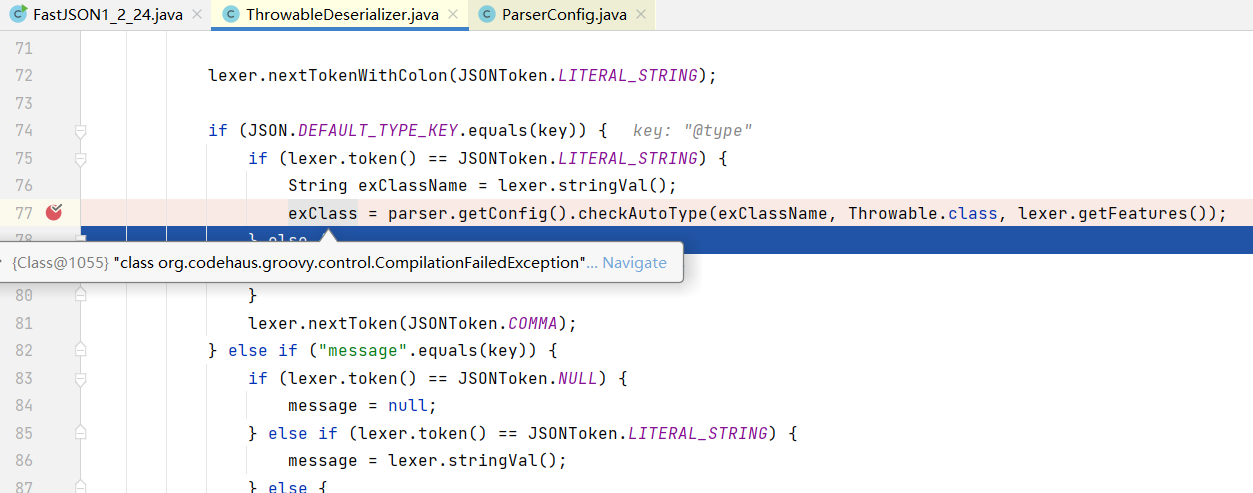 FastJSON1_2_24.java × ThrowableDeserializer.java × ParserConfig.java ×
71
72 lexer.nextTokenWithColon(JSONToken.LITERAL_STRING);
73
74 if (JSON.DEFAULT_TYPE_KEY.equals(key)) { key: "@type"
75 if (lexer.token() == JSONToken.LITERAL_STRING) {
76 String exClassName = lexer.stringVal();
77 exClass = parser.getConfig().checkAutoType(exClassName, Throwable.class, lexer.getFeatures());
78 } else
{Class@1055} "class org.codehaus.groovy.control.CompilationFailedException"... Navigate
80 }
81 lexer.nextToken(JSONToken.COMMA);
82 } else if ("message".equals(key)) {
83 if (lexer.token() == JSONToken.NULL) {
84 message = null;
85 } else if (lexer.token() == JSONToken.LITERAL_STRING) {
86 message = lexer.stringVal();
87 } else {